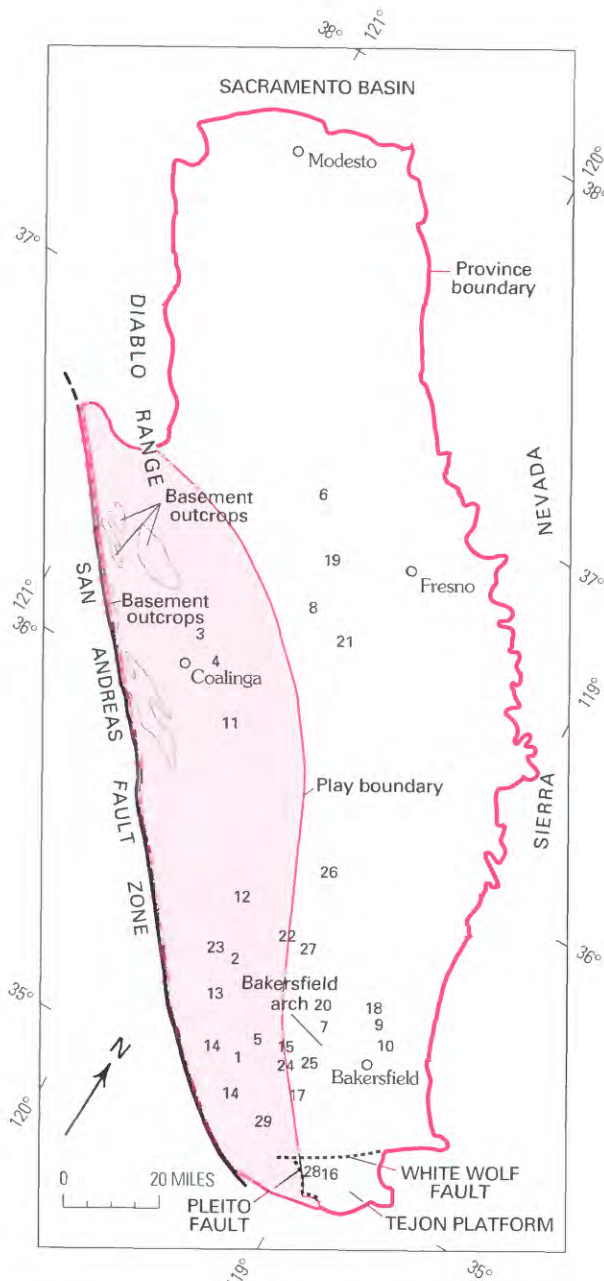 38°
121°
SACRAMENTO BASIN
Modesto
120°
38°
37°
Province
boundary
DIABLO
RANGE
NEVADA
Basement
outcrops
6
19
Fresno
37°
SAN
121°
Basement
outcrops
8
36°
3
21
4
Coalinga
119°
ANDREAS
11
FAULT
Play boundary
SIERRA
ZONE
26
12
22
23
27
36°
2
Bakersfield
arch
13
35°
20
18
7
9
14
5
15
10
1
24
25
Bakersfield
N
14
17
120°
29
0
20 MILES
28
16
WHITE WOLF
FAULT
PLEITO
FAULT
TEJON PLATFORM
119°
35°